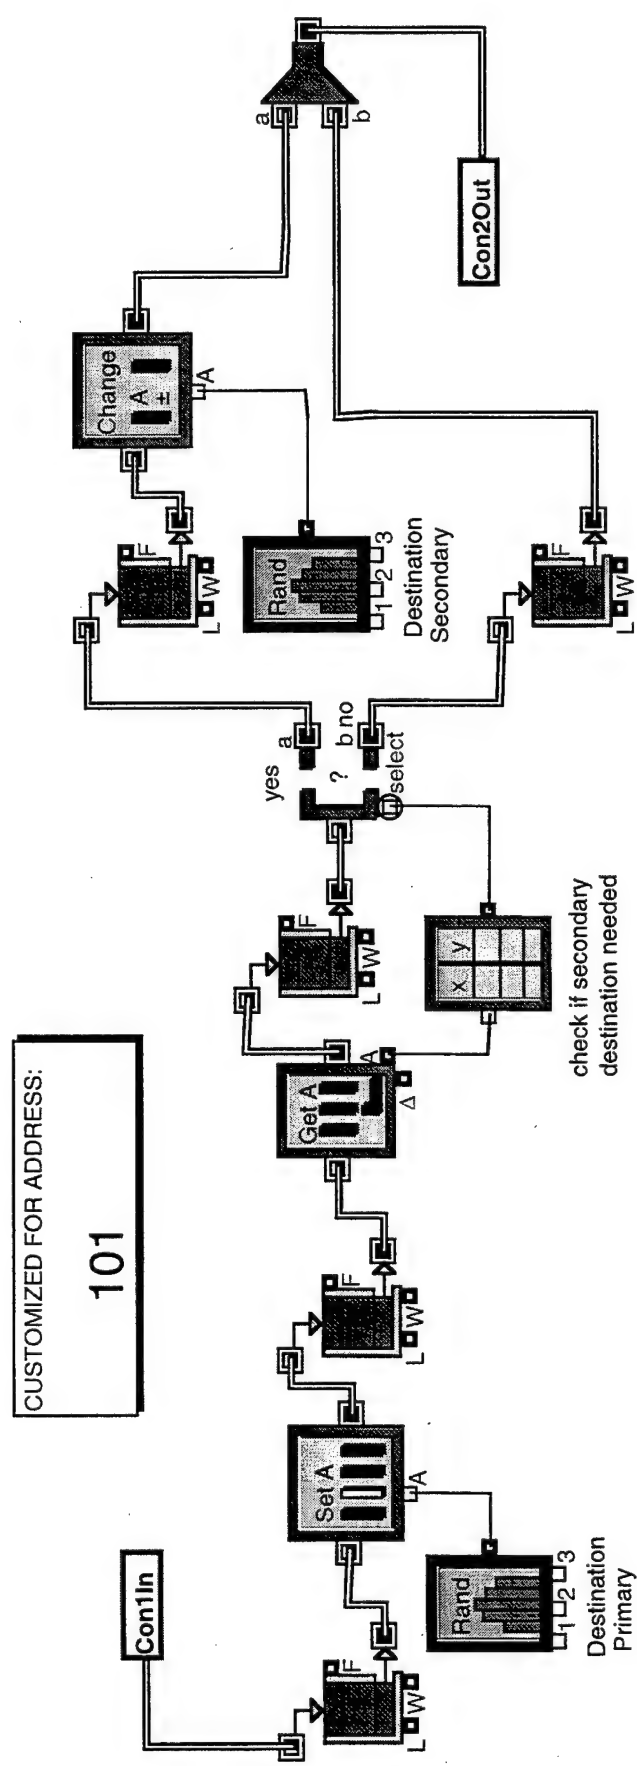 CUSTOMIZED FOR ADDRESS:
101
Con1In
F
L W
Set A
A
Rand
1 2 3
Destination
Primary
F
L W
Get A
A
Δ
F
L W
x y
check if secondary
destination needed
yes
a
?
b no
select
F
L W
Change
A
±
A
Rand
1 2 3
Destination
Secondary
F
L W
a
b
Con2Out